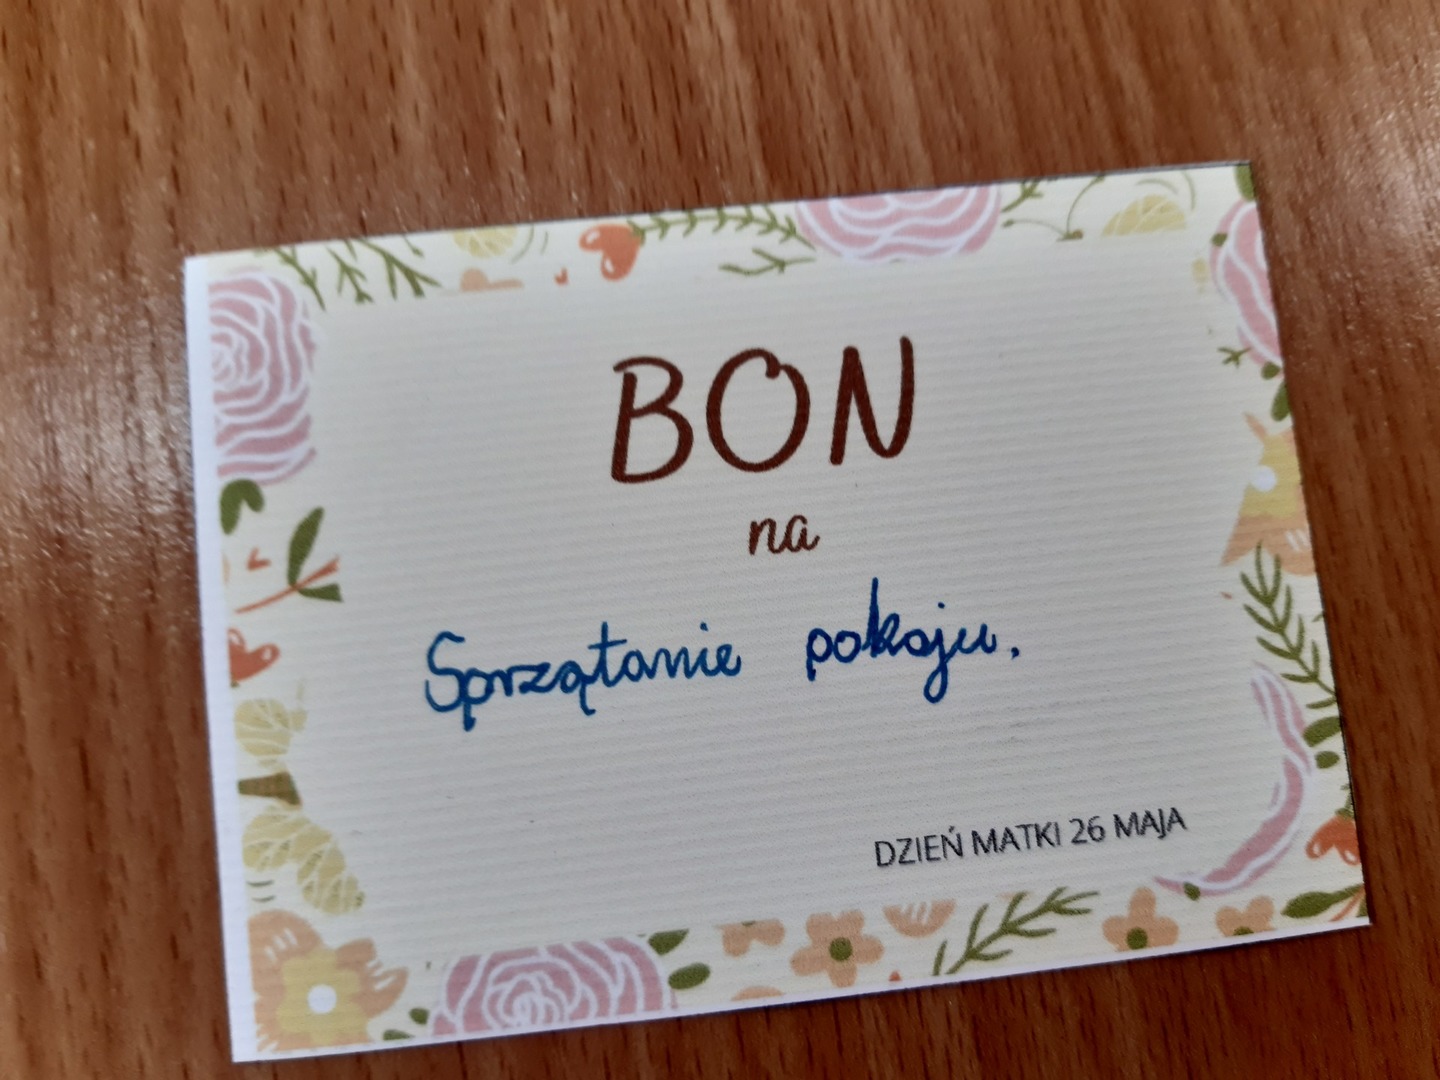 BON
na
Sprzątanie pokoju.
DZIEŃ MATKI 26 MAJA